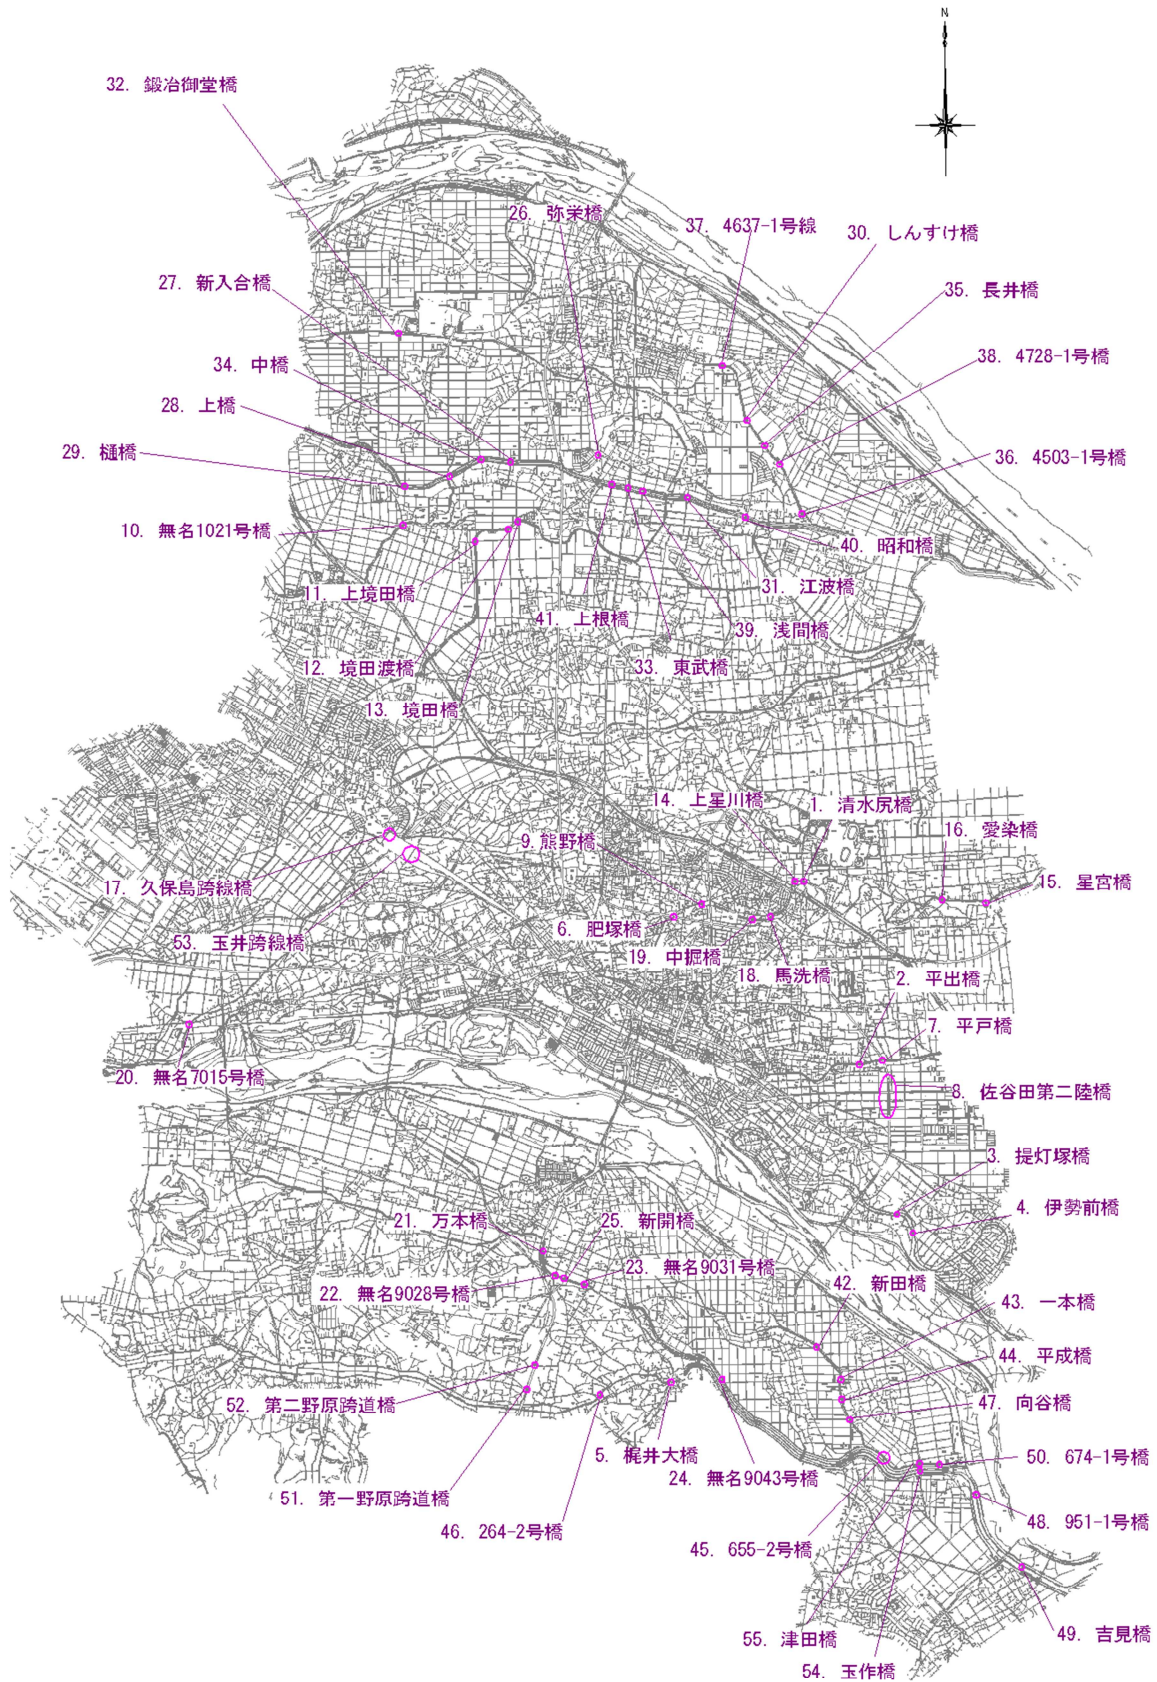 N
32. 鍛冶御堂橋
26. 弥栄橋
37. 4637-1号線
30. しんすけ橋
27. 新入合橋
35. 長井橋
34. 中橋
38. 4728-1号橋
28. 上橋
29. 樋橋
36. 4503-1号橋
10. 無名1021号橋
40. 昭和橋
11. 上境田橋
31. 江波橋
41. 上根橋
39. 浅間橋
12. 境田渡橋
33. 東武橋
13. 境田橋
14. 上星川橋
1. 清水尻橋
16. 愛染橋
9. 熊野橋
17. 久保島跨線橋
15. 星宮橋
6. 肥塚橋
53. 玉井跨線橋
19. 中掘橋
18. 馬洗橋
2. 平出橋
7. 平戸橋
20. 無名7015号橋
8. 佐谷田第二陸橋
3. 提灯塚橋
4. 伊勢前橋
21. 万本橋
25. 新開橋
23. 無名9031号橋
22. 無名9028号橋
42. 新田橋
43. 一本橋
44. 平成橋
52. 第二野原跨道橋
47. 向谷橋
5. 梶井大橋
50. 674-1号橋
24. 無名9043号橋
51. 第一野原跨道橋
48. 951-1号橋
46. 264-2号橋
45. 655-2号橋
49. 吉見橋
55. 津田橋
54. 玉作橋